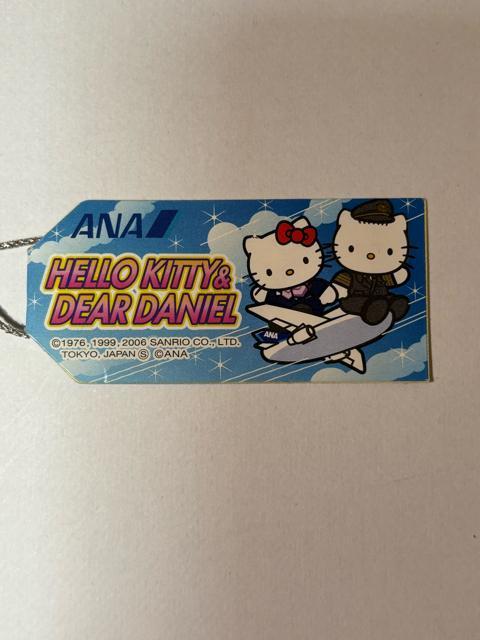 ANA
HELLO KITTY&
DEAR DANIEL
©1976, 1999, 2006 SANRIO CO., LTD.
TOKYO, JAPAN Ⓢ ©ANA
ANA